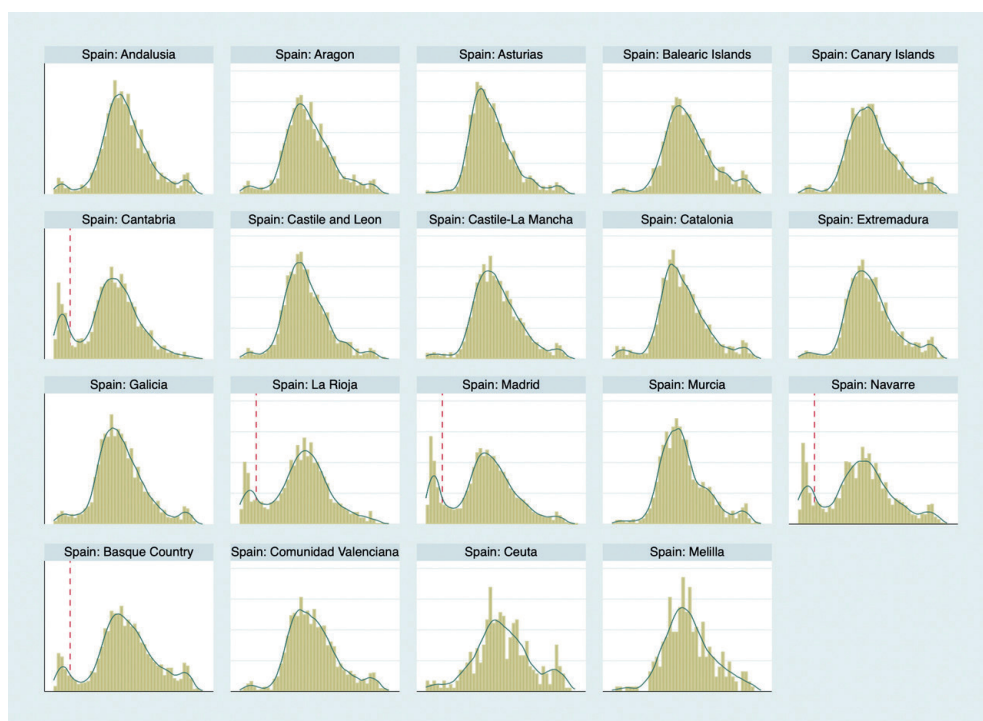 Spain: Andalusia
Spain: Aragon
Spain: Asturias
Spain: Balearic Islands
Spain: Canary Islands
Spain: Cantabria
Spain: Castile and Leon
Spain: Castile-La Mancha
Spain: Catalonia
Spain: Extremadura
Spain: Galicia
Spain: La Rioja
Spain: Madrid
Spain: Murcia
Spain: Navarre
Spain: Basque Country
Spain: Comunidad Valenciana
Spain: Ceuta
Spain: Melilla